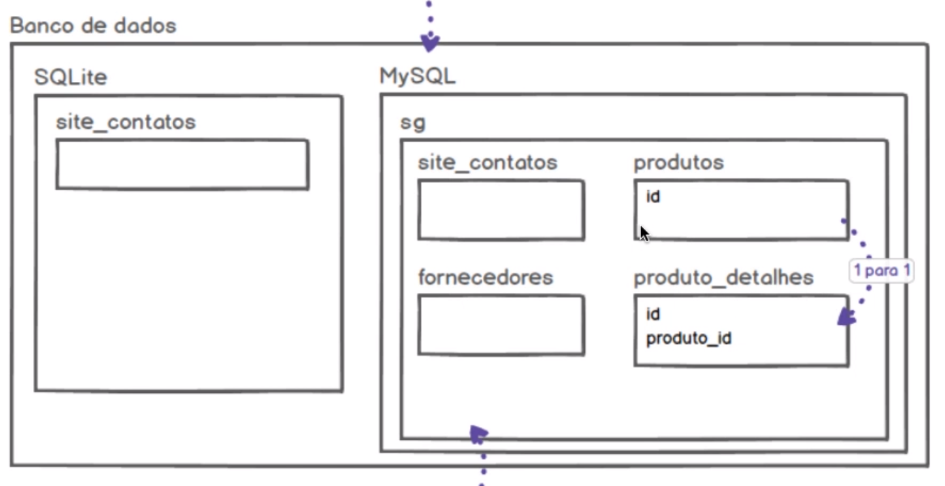 Banco de dados
SQLite
site_contatos
MySQL
sg
site_contatos
produtos
id
1 para 1
fornecedores
produto_detalhes
id
produto_id